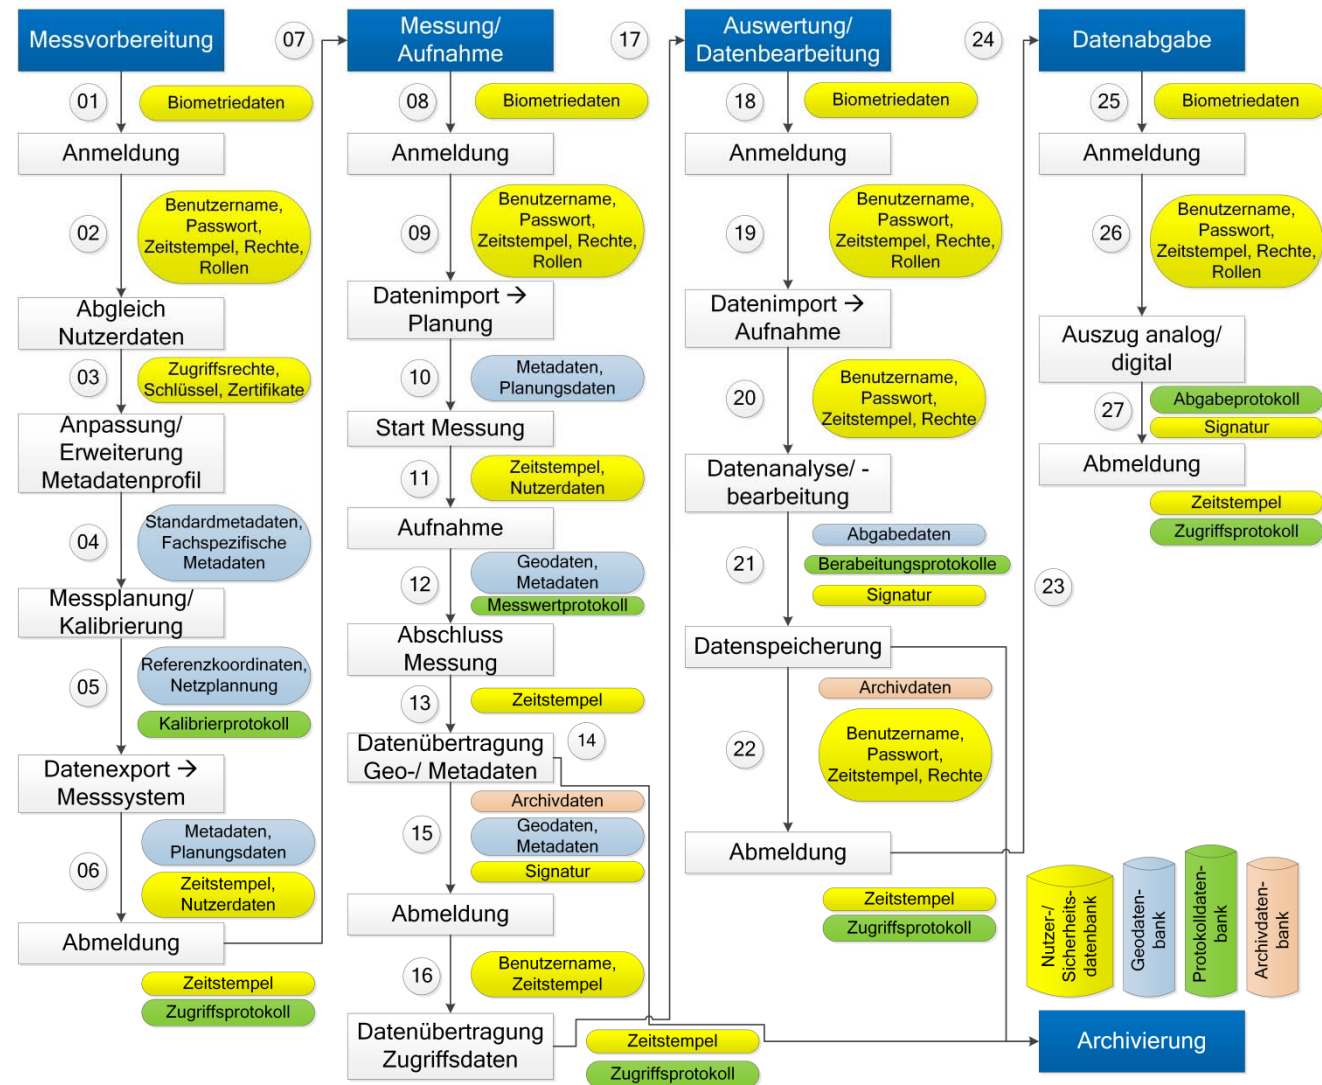 Messvorbereitung
01
Biometriedaten
Anmeldung
02
Benutzername,
Passwort,
Zeitstempel, Rechte,
Rollen
Abgleich
Nutzerdaten
03
Zugriffsrechte,
Schlüssel, Zertifikate
Anpassung/
Erweiterung
Metadatenprofil
04
Standardmetadaten,
Fachspezifische
Metadaten
Messplanung/
Kalibrierung
05
Referenzkoordinaten,
Netzplannung
Kalibrierprotokoll
Datenexport →
Messsystem
06
Metadaten,
Planungsdaten
Zeitstempel,
Nutzerdaten
Abmeldung
Zeitstempel
Zugriffsprotokoll
07
Messung/
Aufnahme
08
Biometriedaten
Anmeldung
09
Benutzername,
Passwort,
Zeitstempel, Rechte,
Rollen
Datenimport →
Planung
10
Metadaten,
Planungsdaten
Start Messung
11
Zeitstempel,
Nutzerdaten
Aufnahme
12
Geodaten,
Metadaten
Messwertprotokoll
Abschluss
Messung
13
Zeitstempel
Datenübertragung
Geo-/ Metadaten
14
15
Archivdaten
Geodaten,
Metadaten
Signatur
Abmeldung
16
Benutzername,
Zeitstempel
Datenübertragung
Zugriffsdaten
Zeitstempel
Zugriffsprotokoll
17
Auswertung/
Datenbearbeitung
18
Biometriedaten
Anmeldung
19
Benutzername,
Passwort,
Zeitstempel, Rechte,
Rollen
Datenimport →
Aufnahme
20
Benutzername,
Passwort,
Zeitstempel, Rechte
Datenanalyse/ -
bearbeitung
21
Abgabedaten
Berabeitungsprotokolle
Signatur
Datenspeicherung
22
Archivdaten
Benutzername,
Passwort,
Zeitstempel, Rechte
Abmeldung
Zeitstempel
Zugriffsprotokoll
23
24
Datenabgabe
25
Biometriedaten
Anmeldung
26
Benutzername,
Passwort,
Zeitstempel, Rechte,
Rollen
Auszug analog/
digital
27
Abgabeprotokoll
Signatur
Abmeldung
Zeitstempel
Zugriffsprotokoll
Nutzer-/
Sicherheits-
datenbank
Geodaten-
bank
Protokolldaten-
bank
Archivdaten-
bank
Archivierung